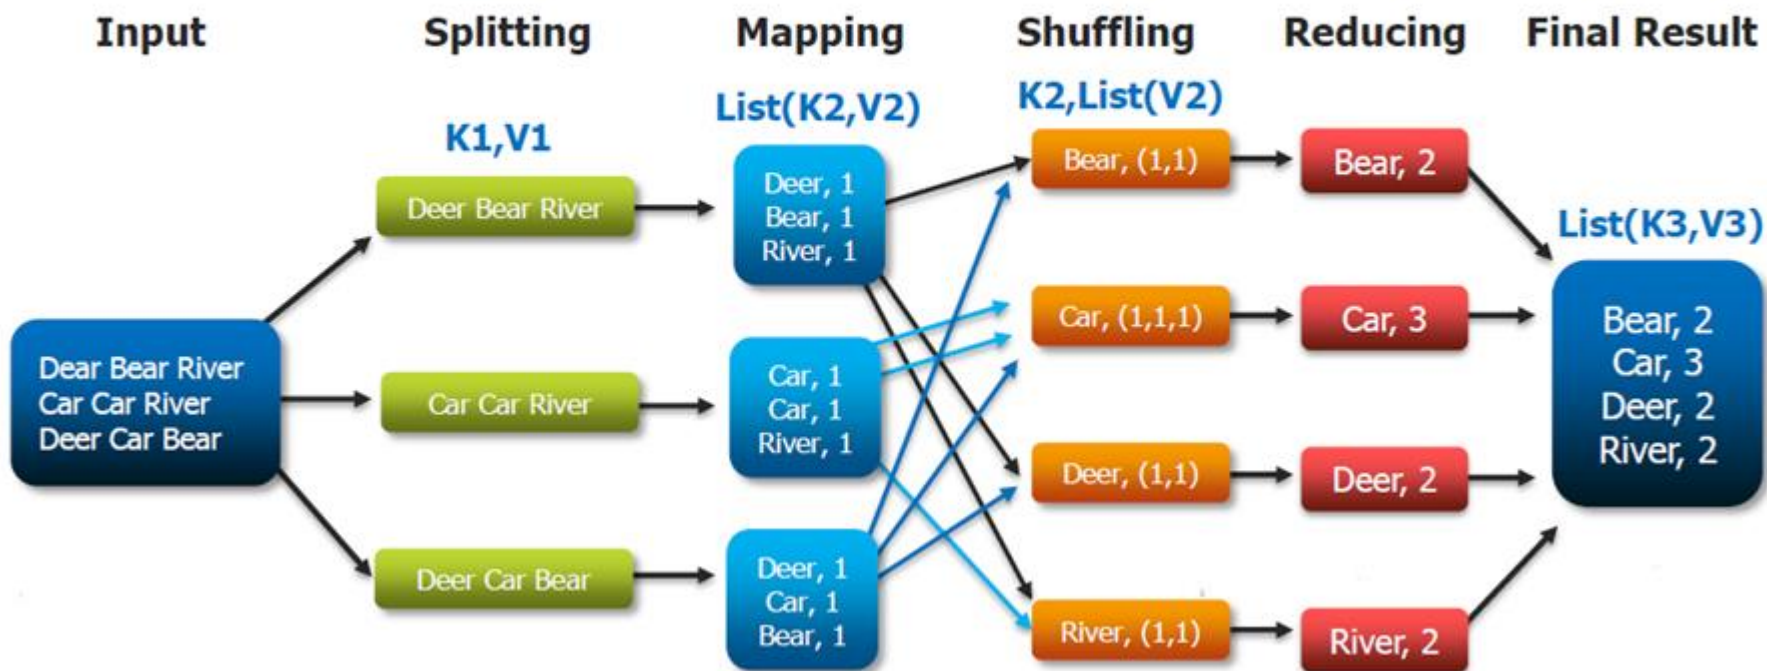 Input
Splitting
Mapping
Shuffling
Reducing
Final Result
K1,V1
List(K2,V2)
K2,List(V2)
List(K3,V3)
Dear Bear River
Car Car River
Deer Car Bear
Deer Bear River
Car Car River
Deer Car Bear
Deer, 1
Bear, 1
River, 1
Car, 1
Car, 1
River, 1
Deer, 1
Car, 1
Bear, 1
Bear, (1,1)
Car, (1,1,1)
Deer, (1,1)
River, (1,1)
Bear, 2
Car, 3
Deer, 2
River, 2
Bear, 2
Car, 3
Deer, 2
River, 2